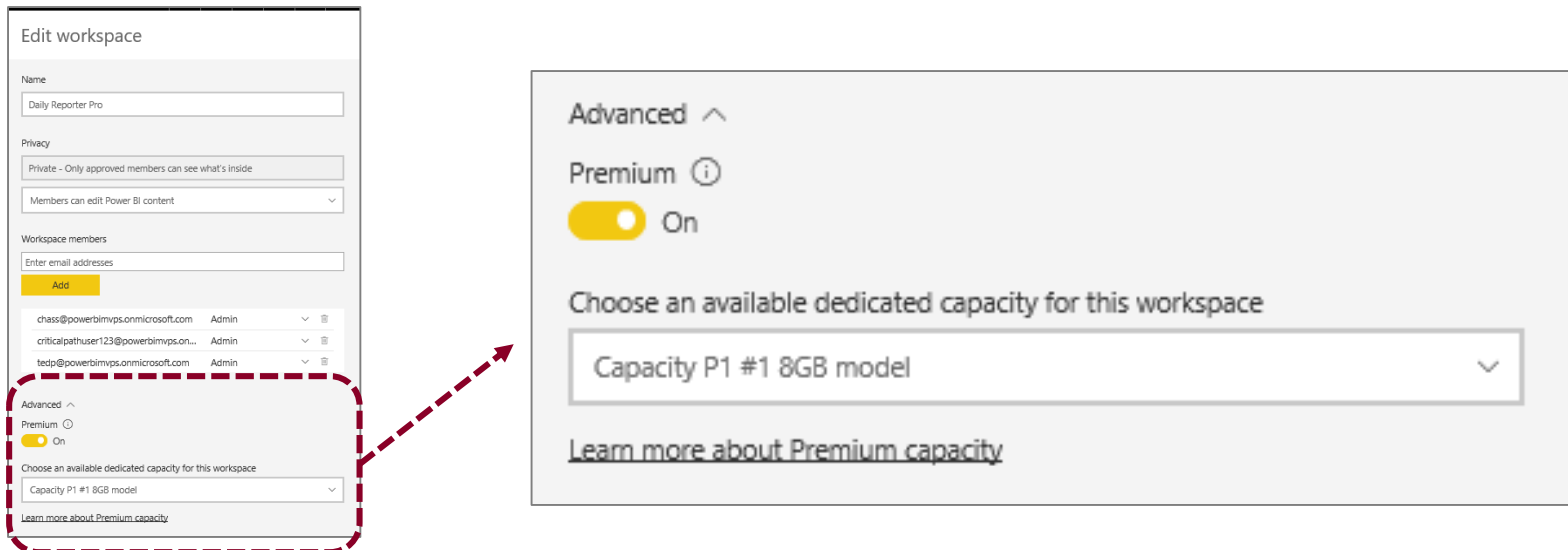 Edit workspace
Name
Daily Reporter Pro
Privacy
Private - Only approved members can see what's inside
Members can edit Power BI content
Workspace members
Enter email addresses
Add
chass@powerbimvps.onmicrosoft.com Admin
criticalpathuser123@powerbimvps.on... Admin
tedp@powerbimvps.onmicrosoft.com Admin
Advanced
Premium
On
Choose an available dedicated capacity for this workspace
Capacity P1 #1 8GB model
Learn more about Premium capacity
Advanced
Premium
On
Choose an available dedicated capacity for this workspace
Capacity P1 #1 8GB model
Learn more about Premium capacity